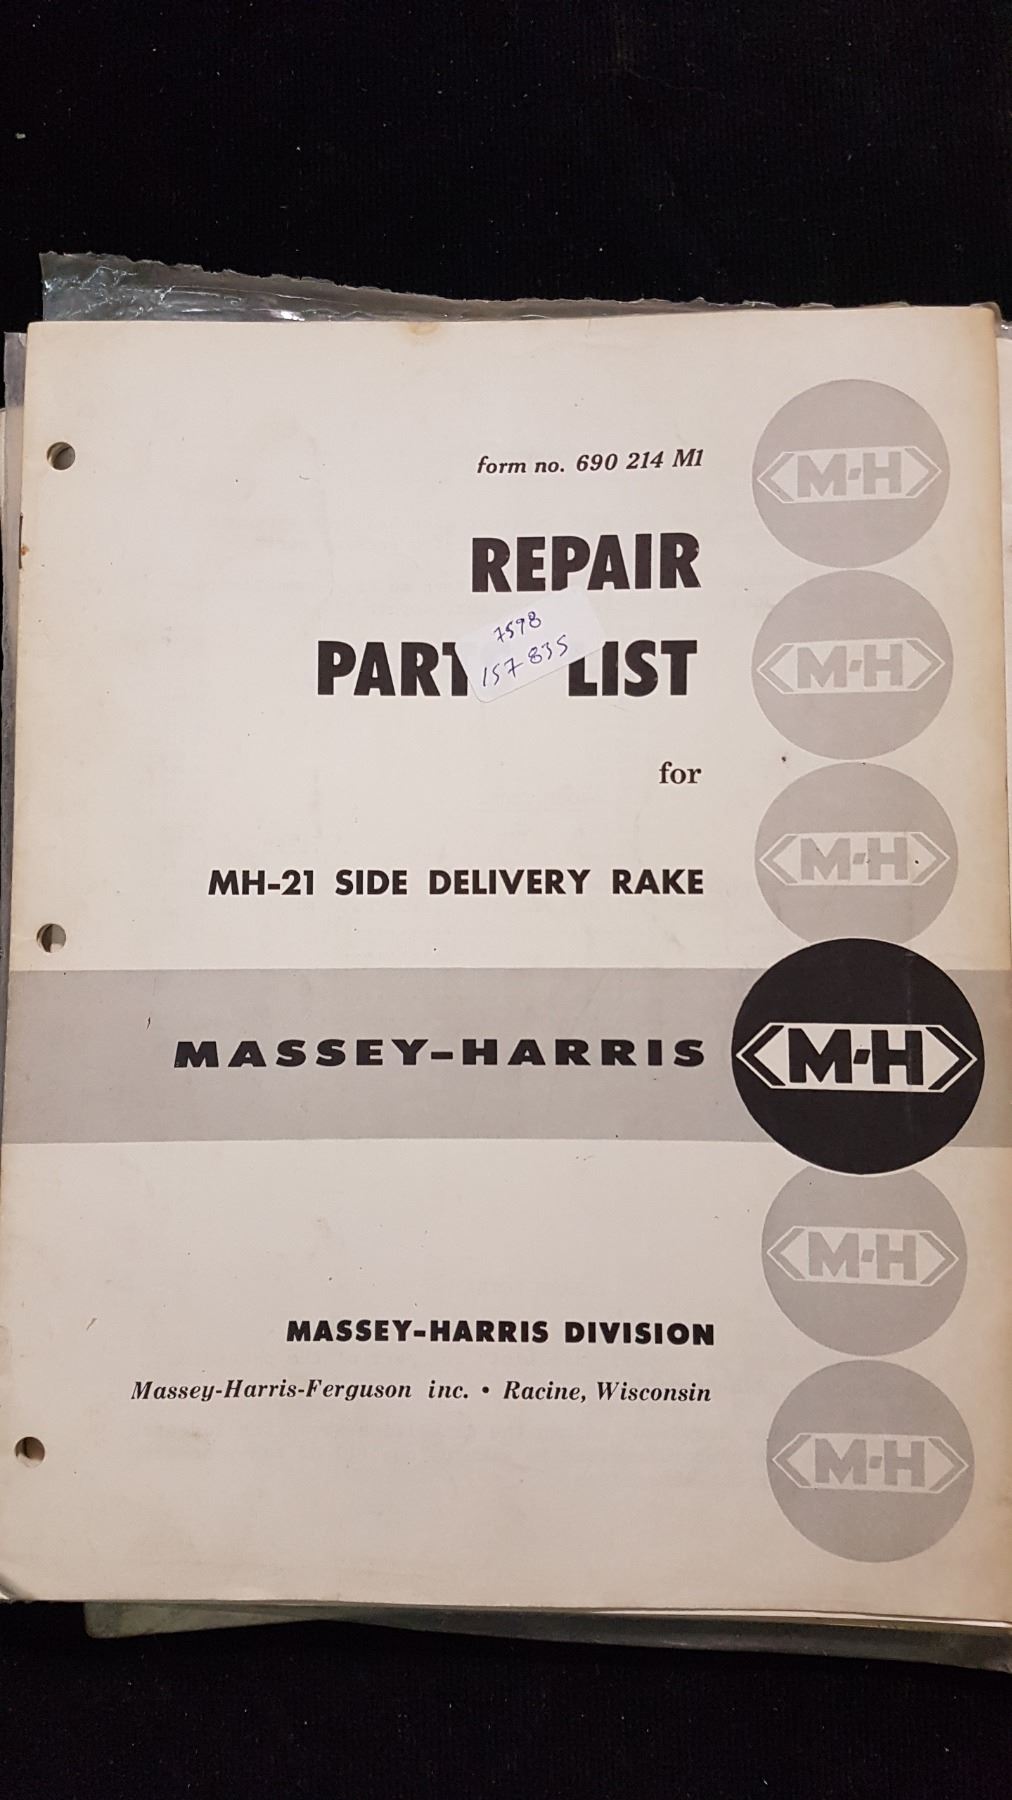 form no. 690 214 M1
REPAIR
PART LIST
7598
157 835
for
MH-21 SIDE DELIVERY RAKE
MASSEY-HARRIS
MASSEY-HARRIS DIVISION
Massey-Harris-Ferguson inc. • Racine, Wisconsin
M-H
M-H
M-H
M-H
M-H
M-H